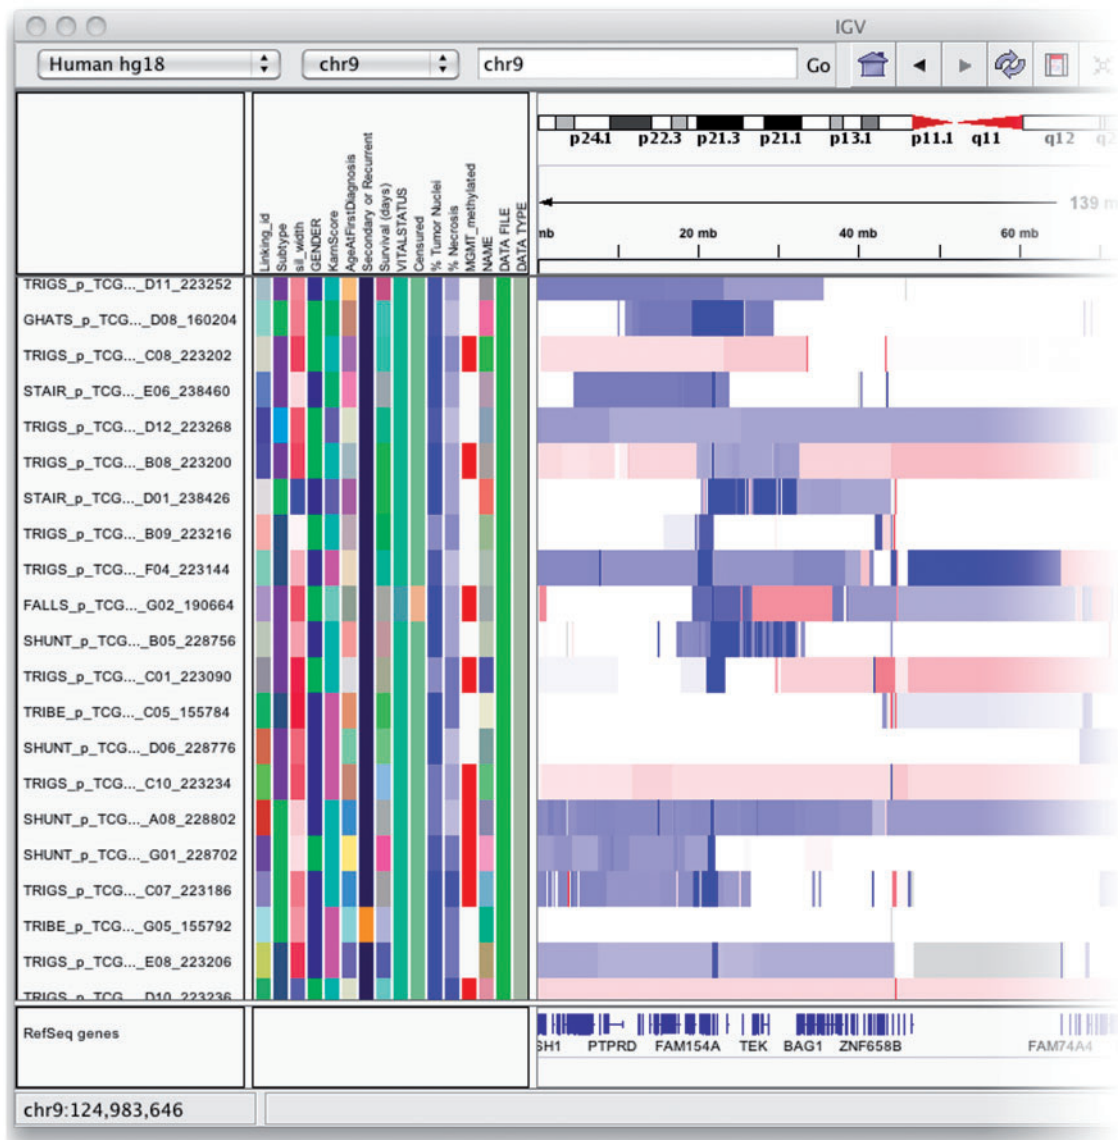 IGV
Human hg18 chr9 chr9 Go
p24.1 p22.3 p21.3 p21.1 p13.1 p11.1 q11 q12
139
20 mb 40 mb 60 mb
Linking_id
Subtype
sil_width
GENDER
KarnScore
AgeAtFirstDiagnosis
Secondary or Recurrent
Survival (days)
VITALSTATUS
Censured
% Tumor Nuclei
% Necrosis
MGMT_methylated
NAME
DATA FILE
DATA TYPE
TRIGS_p_TCG..._D11_223252
GHATS_p_TCG..._D08_160204
TRIGS_p_TCG..._C08_223202
STAIR_p_TCG..._E06_238460
TRIGS_p_TCG..._D12_223268
TRIGS_p_TCG..._B08_223200
STAIR_p_TCG..._D01_238426
TRIGS_p_TCG..._B09_223216
TRIGS_p_TCG..._F04_223144
FALLS_p_TCG..._G02_190664
SHUNT_p_TCG..._B05_228756
TRIGS_p_TCG..._C01_223090
TRIBE_p_TCG..._C05_155784
SHUNT_p_TCG..._D06_228776
TRIGS_p_TCG..._C10_223234
SHUNT_p_TCG..._A08_228802
SHUNT_p_TCG..._G01_228702
TRIGS_p_TCG..._C07_223186
TRIBE_p_TCG..._G05_155792
TRIGS_p_TCG..._E08_223206
TRIGS_p_TCG..._D10_223236
RefSeq genes
SH1 PTPRD FAM154A TEK BAG1 ZNF658B FAM74A4
chr9:124,983,646